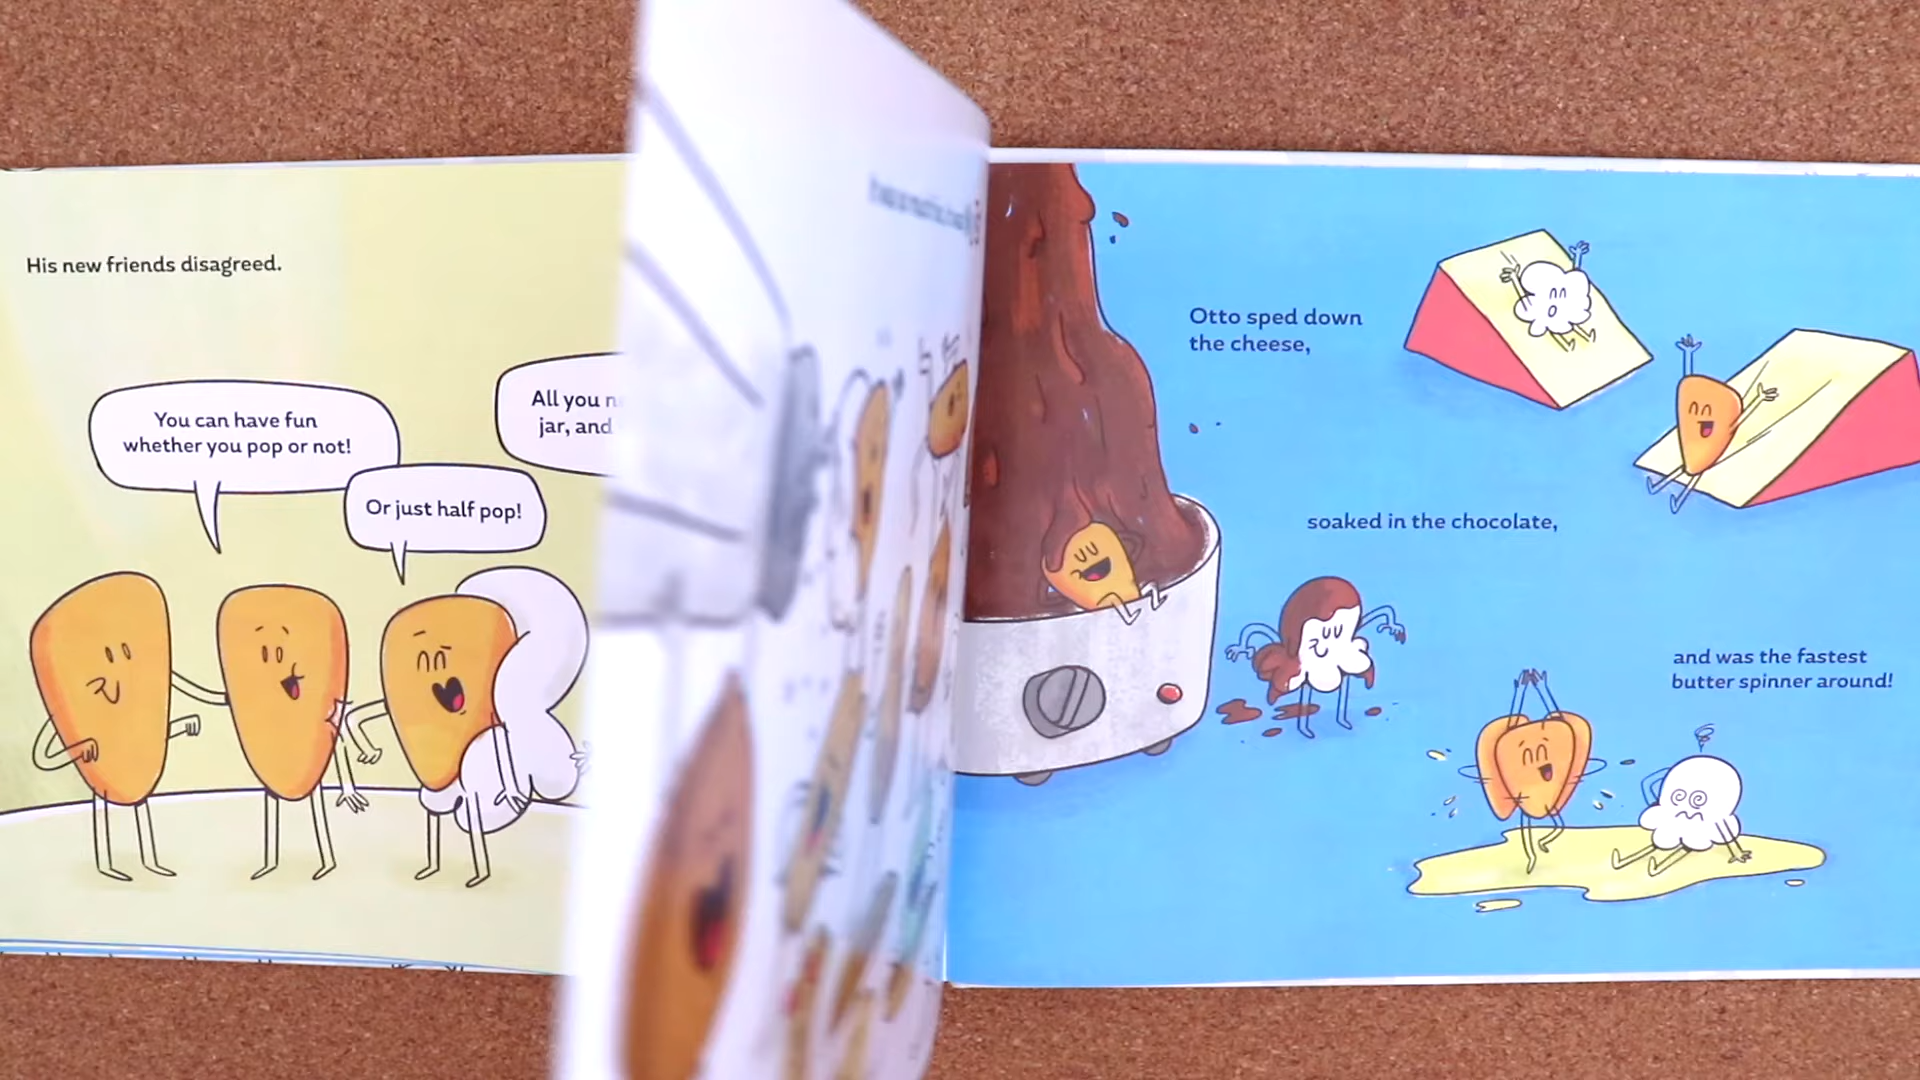 His new friends disagreed.
You can have fun
whether you pop or not!
Or just half pop!
All you
jar, and
Otto sped down
the cheese,
soaked in the chocolate,
and was the fastest
butter spinner around!